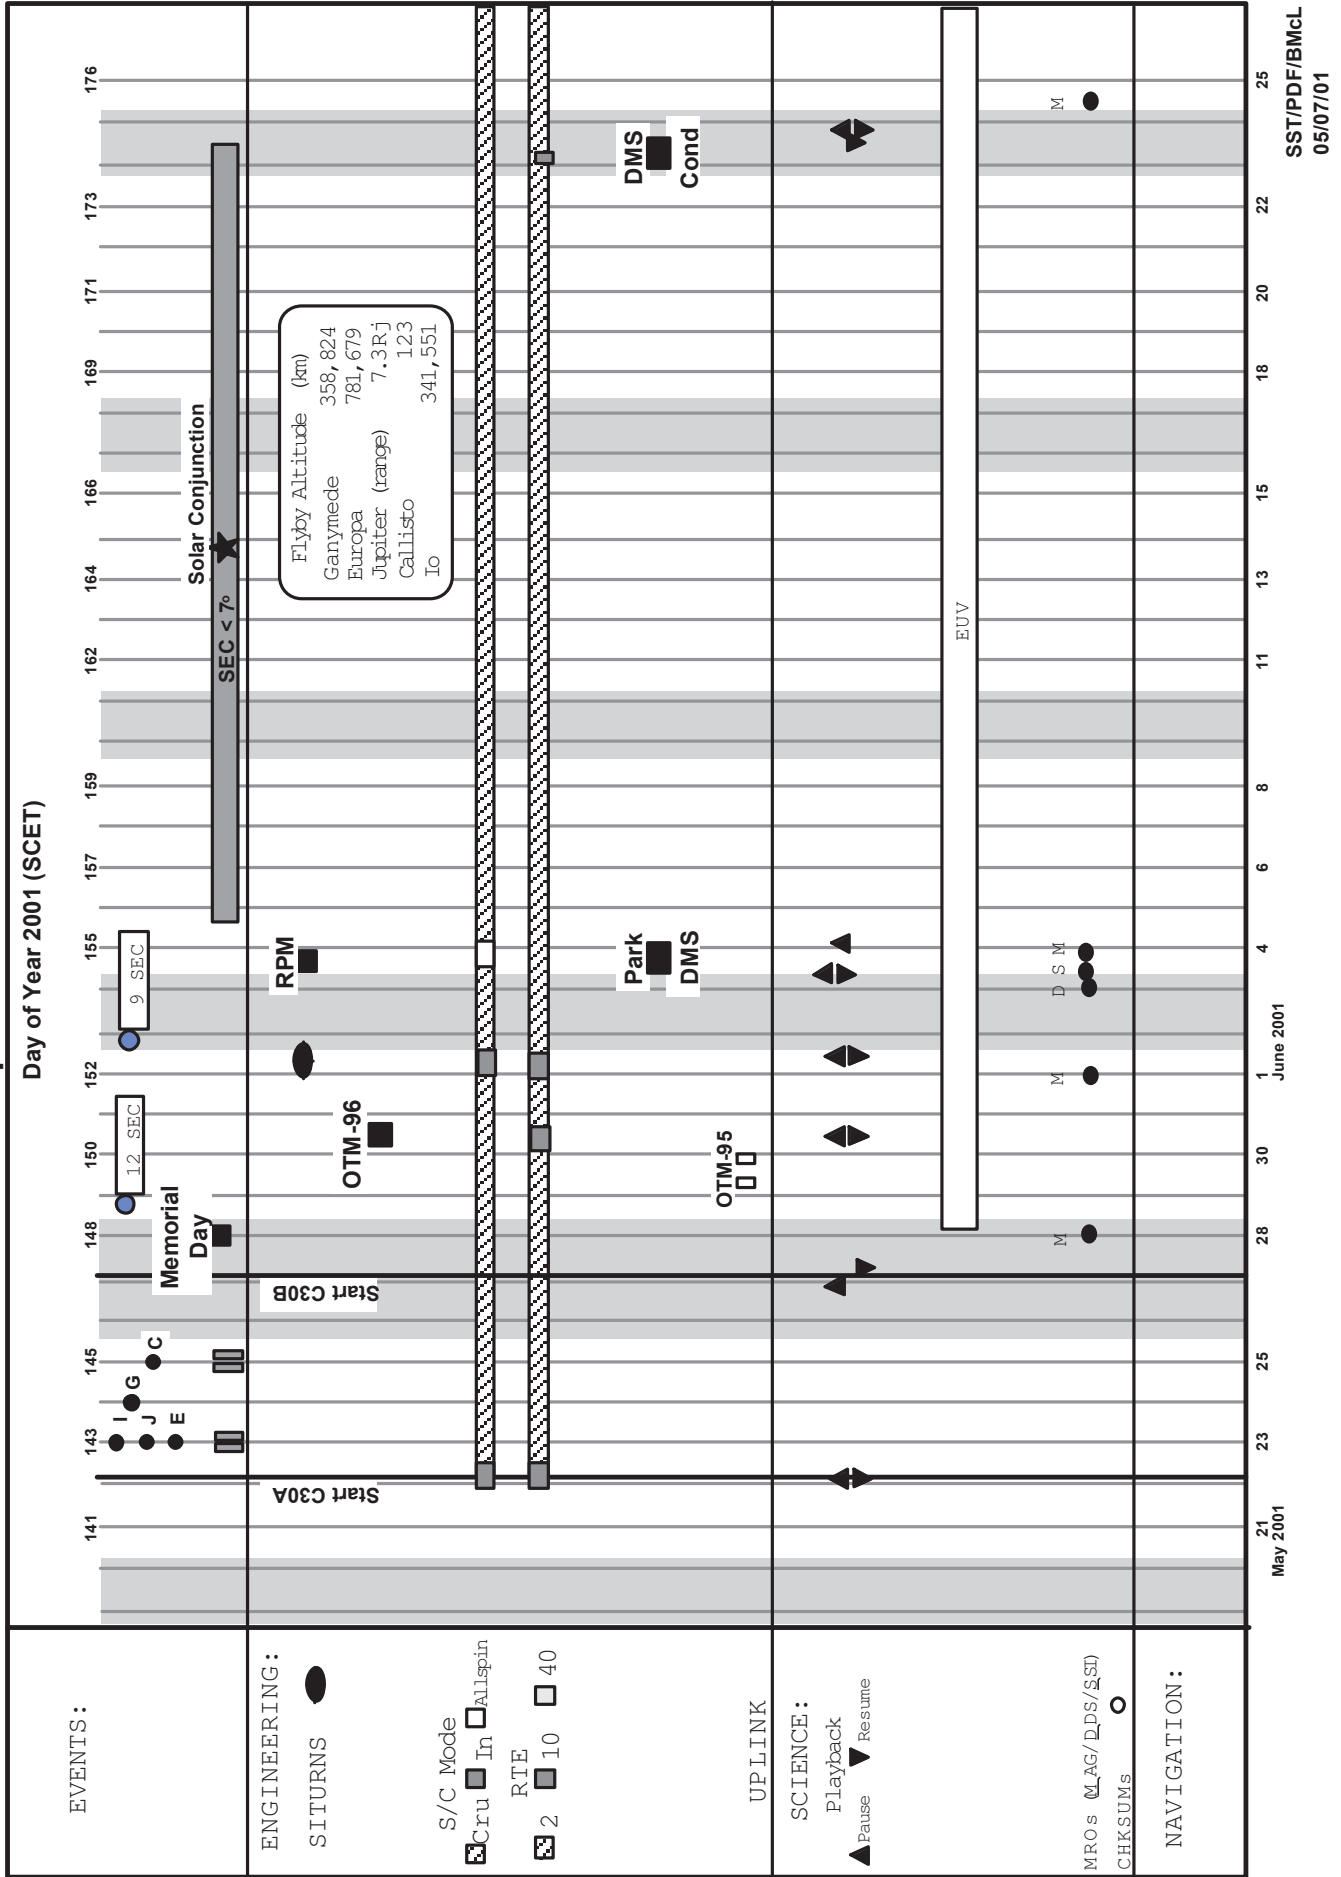 Day of Year 2001 (SCET)
141 143 145 148 150 152 155 157 159 162 164 166 169 171 173 176
EVENTS:
I
J
E
G
C
Memorial
Day
12 SEC
9 SEC
SEC < 7°
Solar Conjunction
ENGINEERING:
SITURNS
Start C30A
Start C30B
OTM-96
RPM
Flyby Altitude (km)
Ganymede 358,824
Europa 781,679
Jupiter (range) 7.3Rj
Callisto 123
Io 341,551
S/C Mode
Cru In Allspin
RTE
2 10 40
Park
DMS
DMS
Cond
UPLINK
OTM-95
SCIENCE:
Playback
Pause Resume
EUV
MROs (MAG/DDS/SSI)
M M D S M M
CHKSUMs
NAVIGATION:
21 23 25 28 30 1 4 6 8 11 13 15 18 20 22 25
May 2001 June 2001
SST/PDF/BMcL
05/07/01